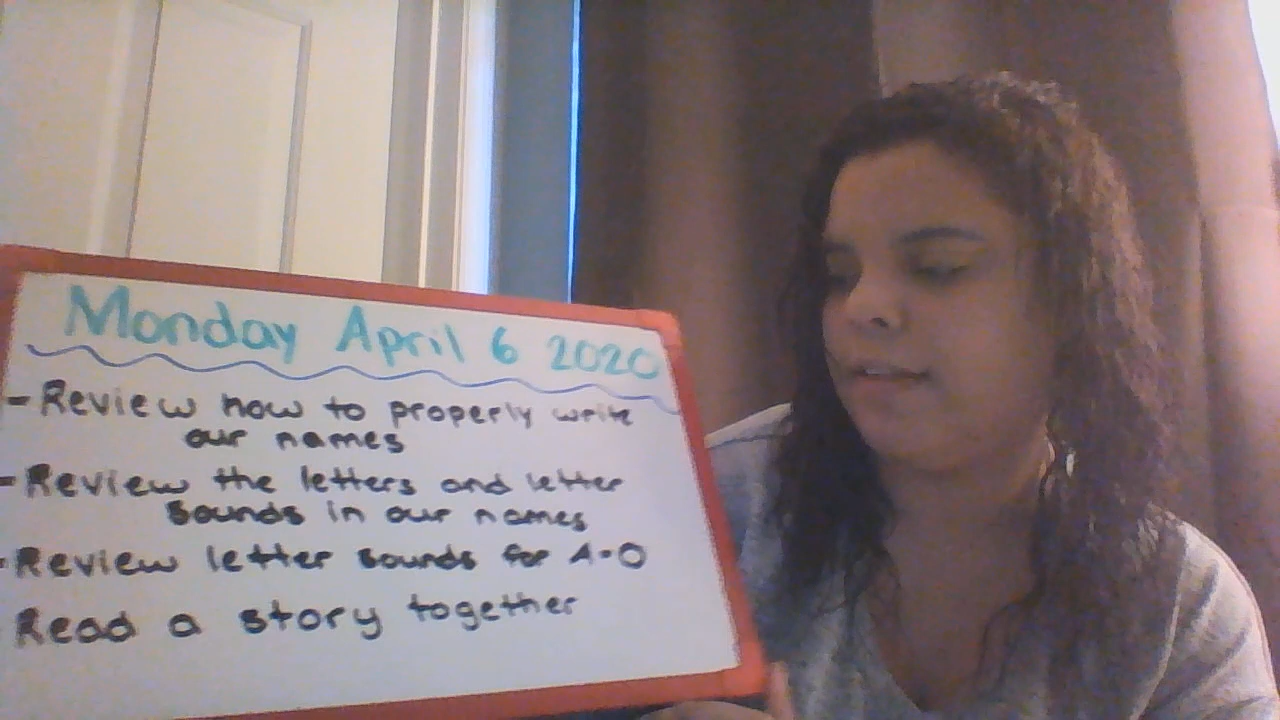 Monday April 6 2020
- Review how to properly write
our names
- Review the letters and letter
sounds in our names
- Review letter sounds for A-O
Read a story together